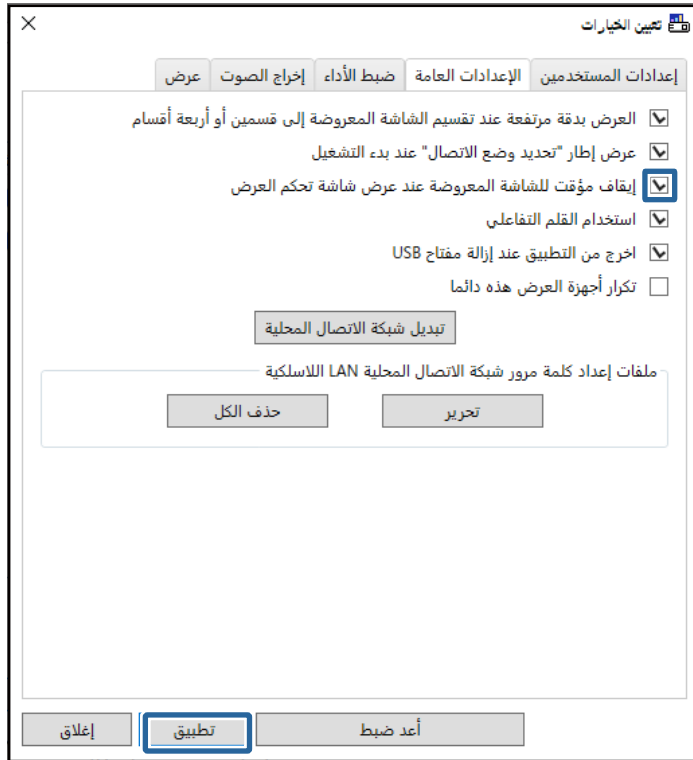 تعيين الخيارات
إعدادات المستخدمين الإعدادات العامة ضبط الأداء إخراج الصوت عرض
العرض بدقة مرتفعة عند تقسيم الشاشة المعروضة إلى قسمين أو أربعة أقسام
عرض إطار "تحديد وضع الاتصال" عند بدء التشغيل
إيقاف مؤقت للشاشة المعروضة عند عرض شاشة تحكم العرض
استخدام القلم التفاعلي
اخرج من التطبيق عند إزالة مفتاح USB
تكرار أجهزة العرض هذه دائما
تبديل شبكة الاتصال المحلية
ملفات إعداد كلمة مرور شبكة الاتصال المحلية LAN اللاسلكية
تحرير حذف الكل
أعد ضبط تطبيق إغلاق